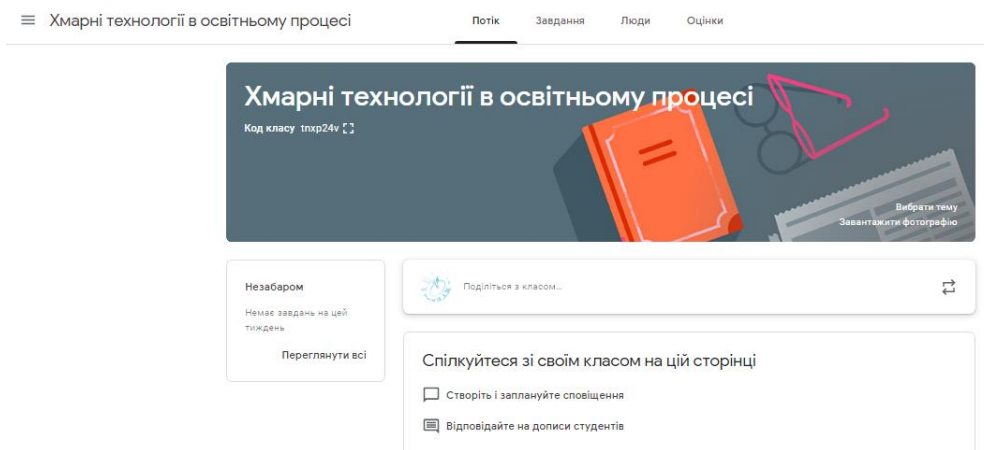 Хмарні технології в освітньому процесі
Потік Завдання Люди Оцінки
Хмарні технології в освітньому процесі
Код класу tnxp24v
Вибрати тему
Завантажити фотографію
Незабаром
Немає завдань на цей
тиждень
Переглянути всі
Поділіться з класом...
Спілкуйтеся зі своїм класом на цій сторінці
Створіть і заплануйте сповіщення
Відповідайте на дописи студентів